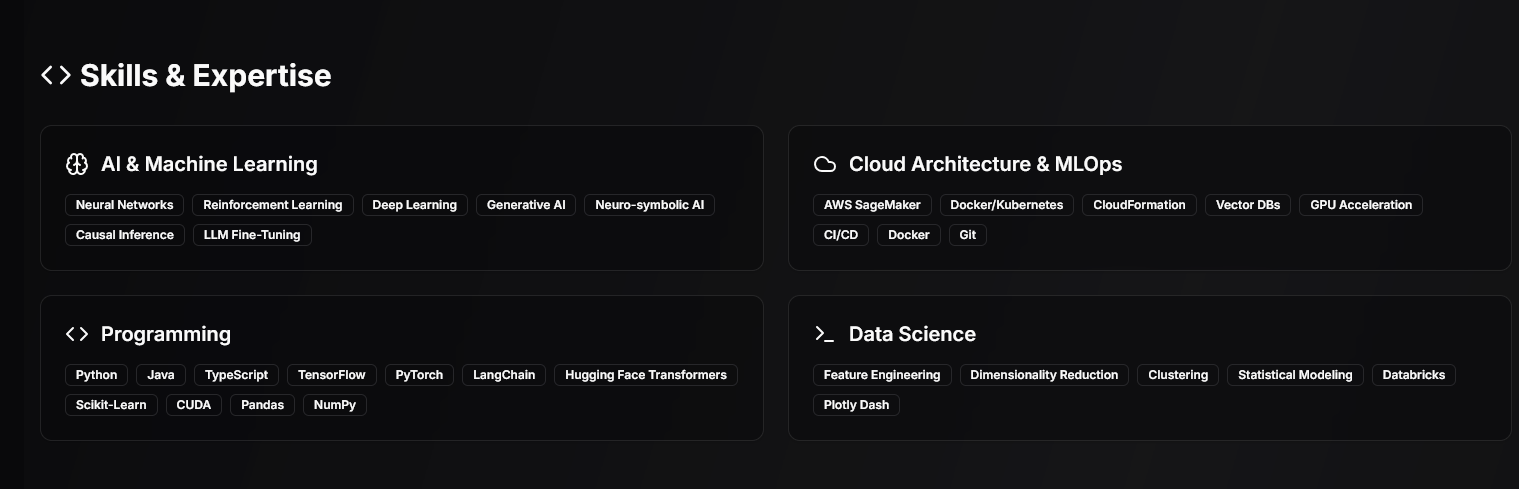 Skills & Expertise
AI & Machine Learning
Neural Networks Reinforcement Learning Deep Learning Generative AI Neuro-symbolic AI
Causal Inference LLM Fine-Tuning
Cloud Architecture & MLOps
AWS SageMaker Docker/Kubernetes CloudFormation Vector DBs GPU Acceleration
CI/CD Docker Git
Programming
Python Java TypeScript TensorFlow PyTorch LangChain Hugging Face Transformers
Scikit-Learn CUDA Pandas NumPy
Data Science
Feature Engineering Dimensionality Reduction Clustering Statistical Modeling Databricks
Plotly Dash